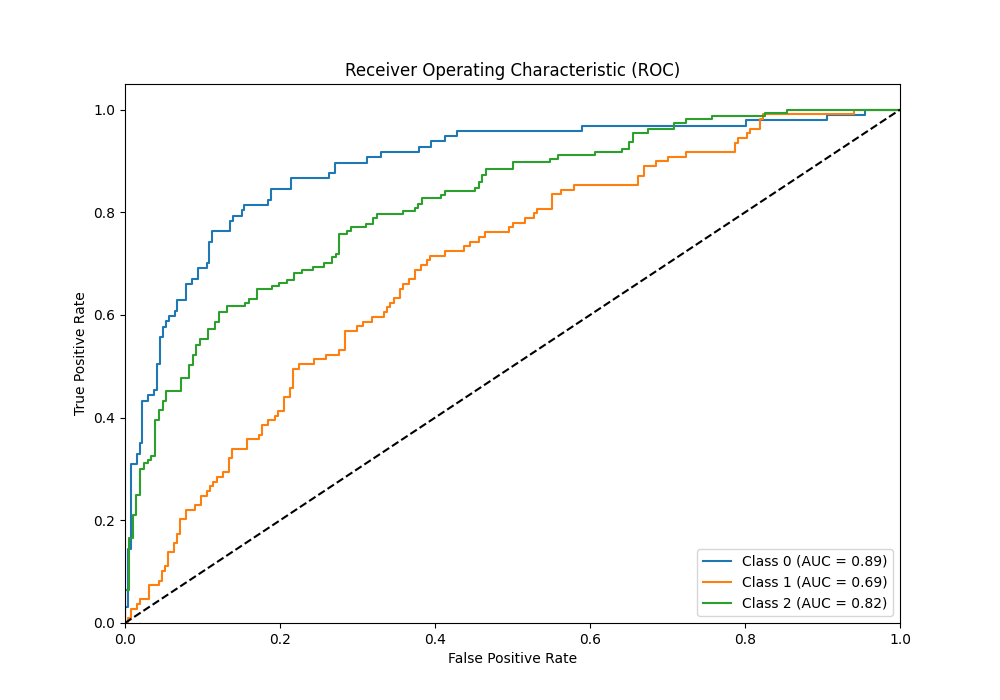 Receiver Operating Characteristic (ROC)
1.0
0.8
0.6
0.4
0.2
0.0
True Positive Rate
0.0 0.2 0.4 0.6 0.8 1.0
False Positive Rate
Class 0 (AUC = 0.89)
Class 1 (AUC = 0.69)
Class 2 (AUC = 0.82)